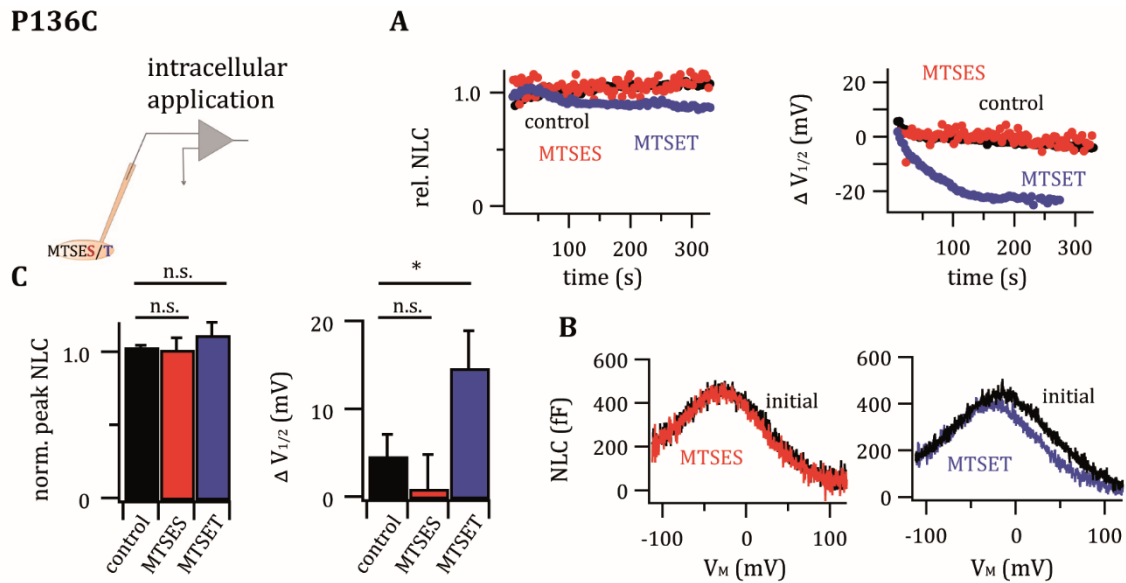 P136C
intracellular
application
MTSES/T
A
rel. NLC
1.0
0
control
MTSES
MTSET
100 200 300
time (s)
Δ V1/2 (mV)
20
0
-20
MTSES
control
MTSET
100 200 300
time (s)
C
norm. peak NLC
1.0
0
n.s.
n.s.
control
MTSES
MTSET
Δ V1/2 (mV)
20
10
0
*
n.s.
control
MTSES
MTSET
B
NLC (fF)
600
400
200
0
initial
MTSES
-100 0 100
VM (mV)
600
400
200
0
initial
MTSET
-100 0 100
VM (mV)